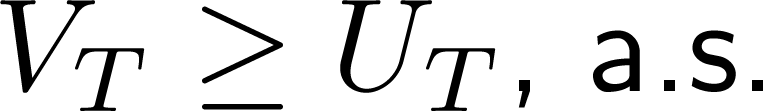 V_T ≥ U_T, a.s.